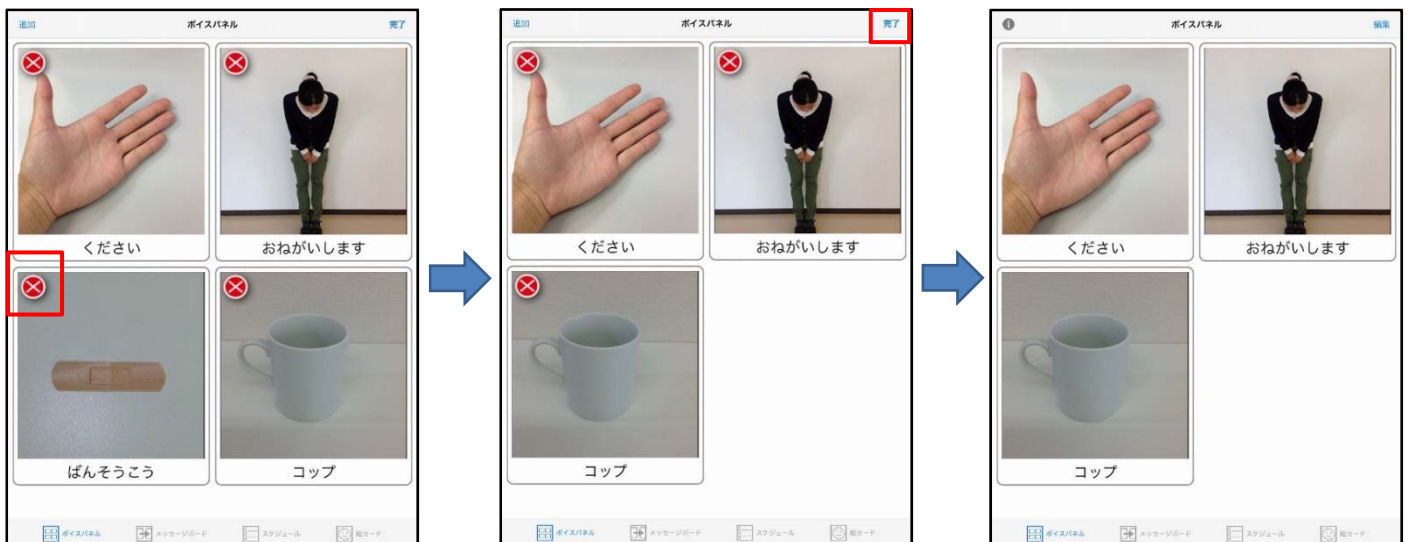 追加 ボイスパネル 完了
ください おねがいします
ばんそうこう コップ
ボイスパネル メッセージボード スケジュール 絵カード
追加 ボイスパネル 完了
ください おねがいします
コップ
ボイスパネル メッセージボード スケジュール 絵カード
ボイスパネル 編集
ください おねがいします
コップ
ボイスパネル メッセージボード スケジュール 絵カード